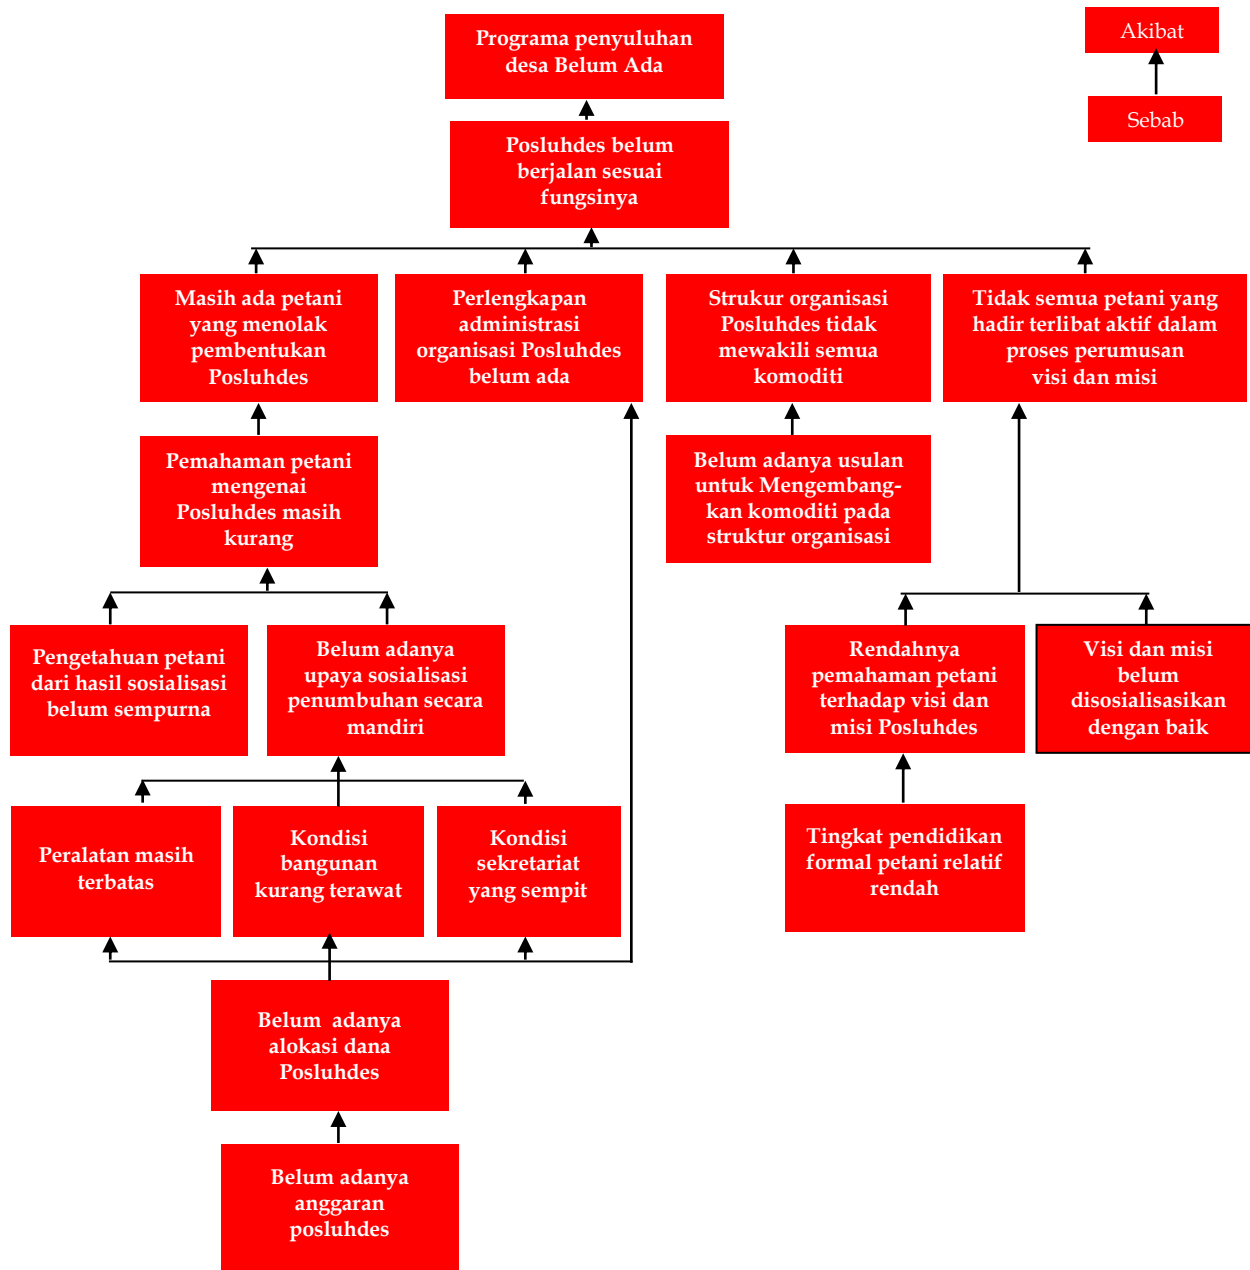 Programa penyuluhan
desa Belum Ada
Akibat
Sebab
Posluhdes belum
berjalan sesuai
fungsinya
Masih ada petani
yang menolak
pembentukan
Posluhdes
Perlengkapan
administrasi
organisasi Posluhdes
belum ada
Strukur organisasi
Posluhdes tidak
mewakili semua
komoditi
Tidak semua petani yang
hadir terlibat aktif dalam
proses perumusan
visi dan misi
Pemahaman petani
mengenai
Posluhdes masih
kurang
Belum adanya usulan
untuk Mengembang-
kan komoditi pada
struktur organisasi
Pengetahuan petani
dari hasil sosialisasi
belum sempurna
Belum adanya
upaya sosialisasi
penumbuhan secara
mandiri
Rendahnya
pemahaman petani
terhadap visi dan
misi Posluhdes
Visi dan misi
belum
disosialisasikan
dengan baik
Peralatan masih
terbatas
Kondisi
bangunan
kurang terawat
Kondisi
sekretariat
yang sempit
Tingkat pendidikan
formal petani relatif
rendah
Belum  adanya
alokasi dana
Posluhdes
Belum adanya
anggaran
posluhdes